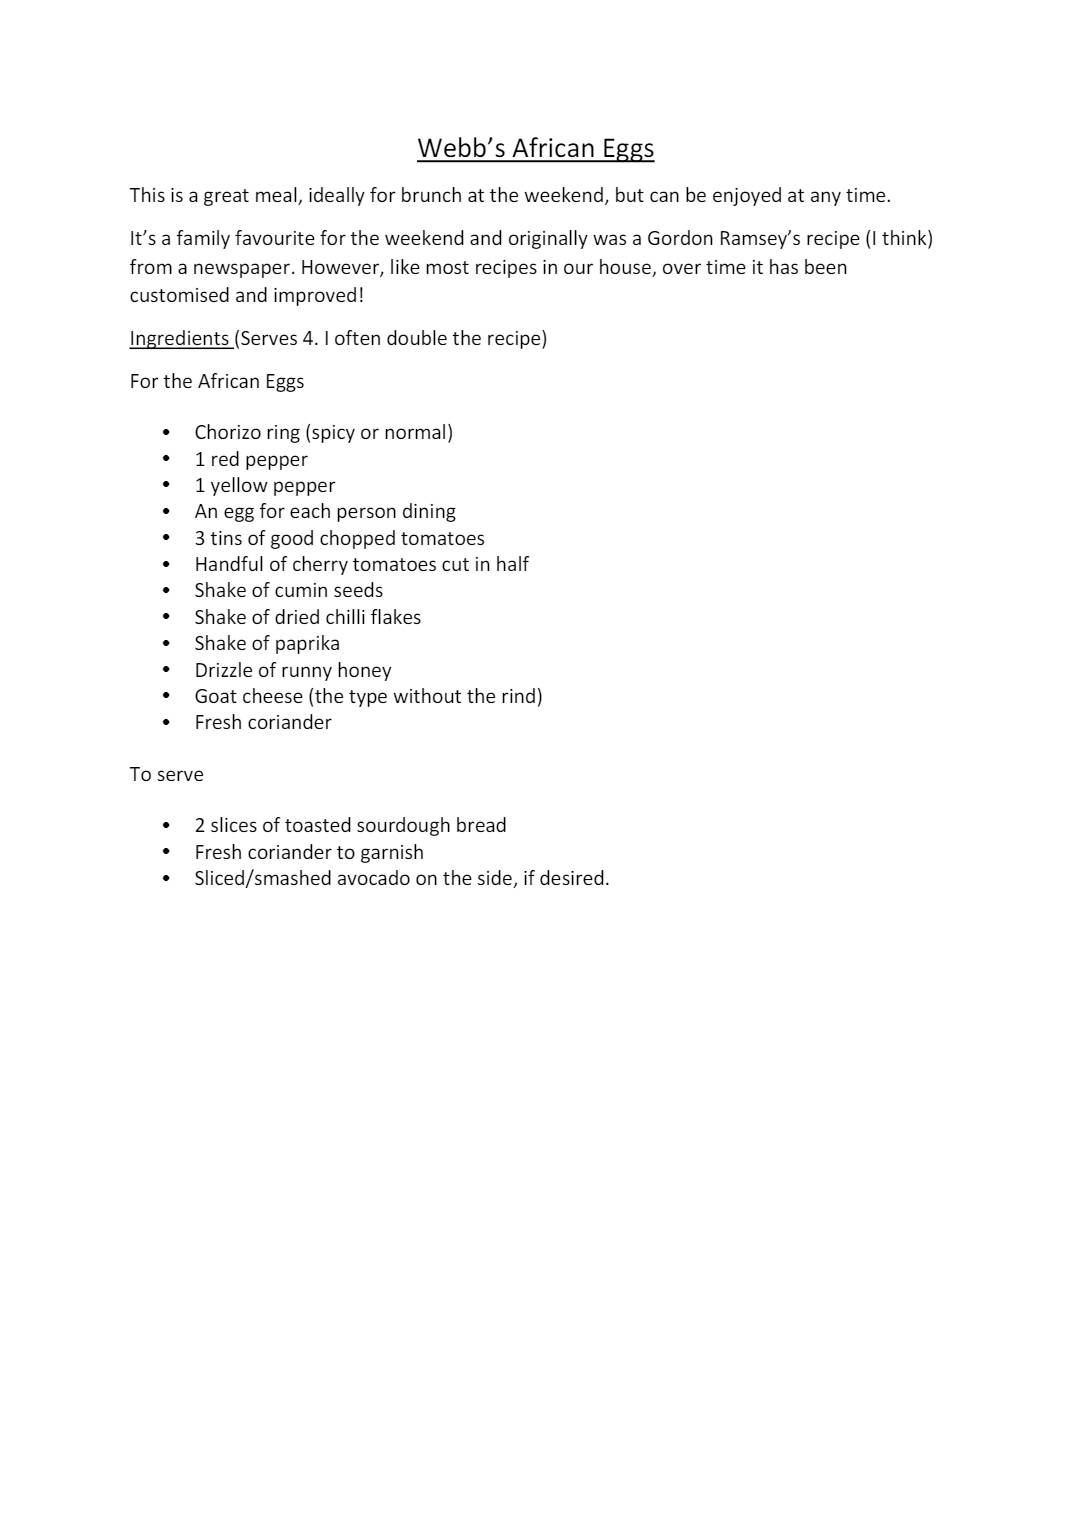 Webb’s African Eggs
This is a great meal, ideally for brunch at the weekend, but can be enjoyed at any time.
It’s a family favourite for the weekend and originally was a Gordon Ramsey’s recipe (I think)
from a newspaper. However, like most recipes in our house, over time it has been
customised and improved!
Ingredients (Serves 4. I often double the recipe)
For the African Eggs
• Chorizo ring (spicy or normal)
• 1 red pepper
• 1 yellow pepper
• An egg for each person dining
• 3 tins of good chopped tomatoes
• Handful of cherry tomatoes cut in half
• Shake of cumin seeds
• Shake of dried chilli flakes
• Shake of paprika
• Drizzle of runny honey
• Goat cheese (the type without the rind)
• Fresh coriander
To serve
• 2 slices of toasted sourdough bread
• Fresh coriander to garnish
• Sliced/smashed avocado on the side, if desired.